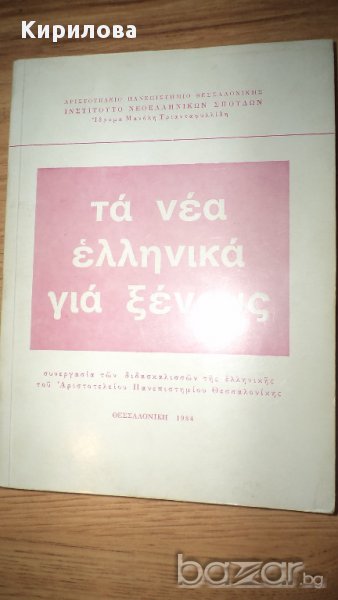 Кирилова
ΑΡΙΣΤΟΤΕΛΕΙΟ ΠΑΝΕΠΙΣΤΗΜΙΟ ΘΕΣΣΑΛΟΝΙΚΗΣ
ΙΝΣΤΙΤΟΥΤΟ ΝΕΟΕΛΛΗΝΙΚΩΝ ΣΠΟΥΔΩΝ
Ἵδρυμα Μανόλη Τριανταφυλλίδη
τά νέα
ἑλληνικά
γιά ξένους
συνεργασία τῶν διδασκαλισσῶν τῆς ἑλληνικῆς
τοῦ Ἀριστοτελείου Πανεπιστημίου Θεσσαλονίκης
ΘΕΣΣΑΛΟΝΙΚΗ 1984
bazar.bg